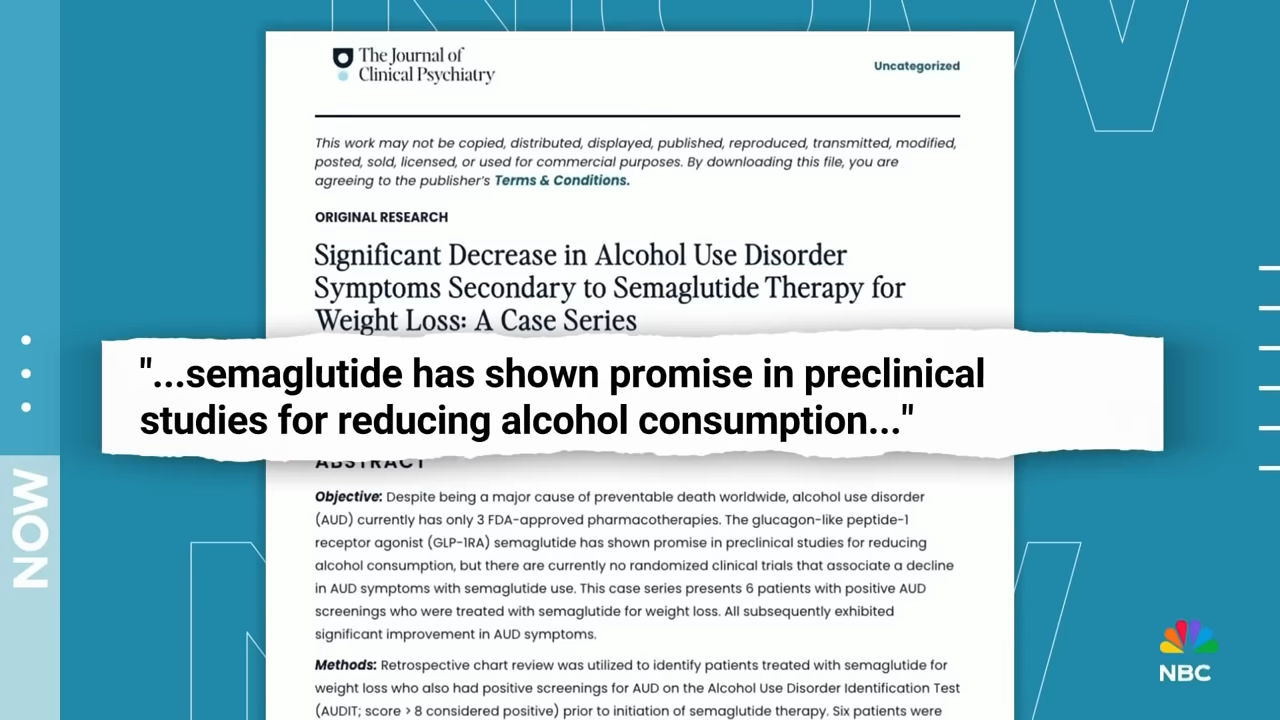 The Journal of
Clinical Psychiatry
Uncategorized
This work may not be copied, distributed, displayed, published, reproduced, transmitted, modified,
posted, sold, licensed, or used for commercial purposes. By downloading this file, you are
agreeing to the publisher's Terms & Conditions.
ORIGINAL RESEARCH
Significant Decrease in Alcohol Use Disorder
Symptoms Secondary to Semaglutide Therapy for
Weight Loss: A Case Series
"...semaglutide has shown promise in preclinical
studies for reducing alcohol consumption..."
ABSTRACT
Objective: Despite being a major cause of preventable death worldwide, alcohol use disorder
(AUD) currently has only 3 FDA-approved pharmacotherapies. The glucagon-like peptide-1
receptor agonist (GLP-1RA) semaglutide has shown promise in preclinical studies for reducing
alcohol consumption, but there are currently no randomized clinical trials that associate a decline
in AUD symptoms with semaglutide use. This case series presents 6 patients with positive AUD
screenings who were treated with semaglutide for weight loss. All subsequently exhibited
significant improvement in AUD symptoms.
Methods: Retrospective chart review was utilized to identify patients treated with semaglutide for
weight loss who also had positive screenings for AUD on the Alcohol Use Disorder Identification Test
(AUDIT; score > 8 considered positive) prior to initiation of semaglutide therapy. Six patients were
NOW
NBC